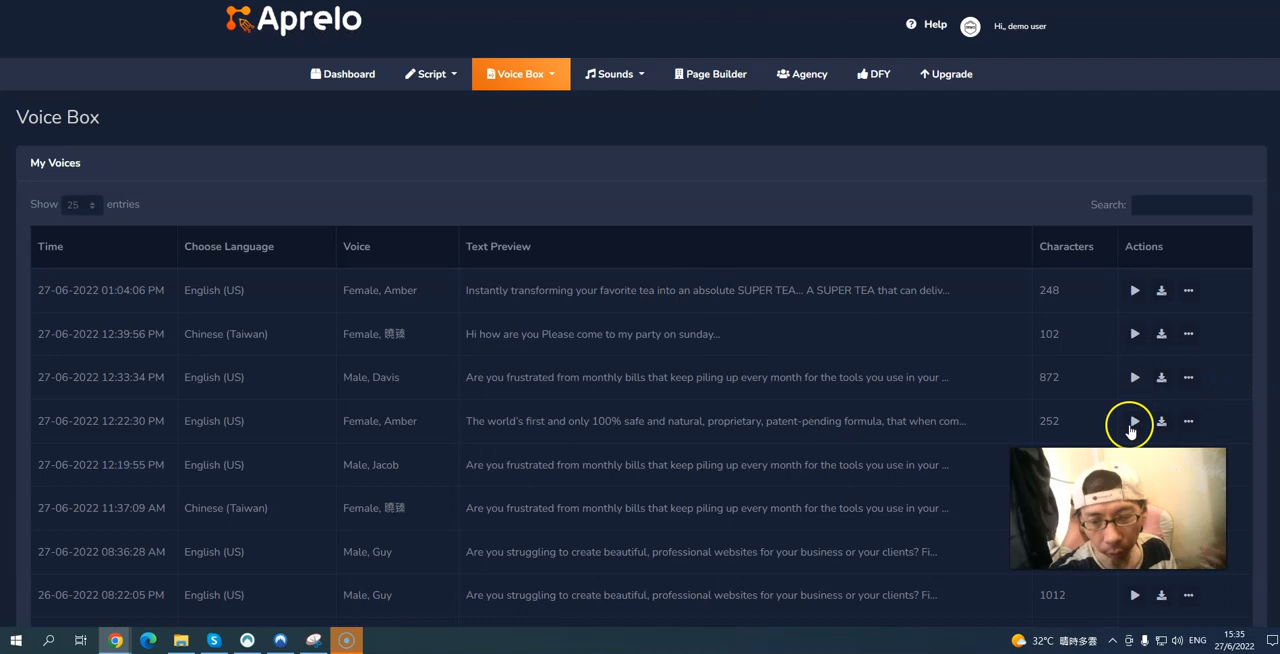 Aprelo
Help
Hi,, demo user
Dashboard
Script
Voice Box
Sounds
Page Builder
Agency
DFY
Upgrade
Voice Box
My Voices
Show 25 entries
Search:
Time Choose Language Voice Text Preview Characters Actions
27-06-2022 01:04:06 PM English (US) Female, Amber Instantly transforming your favorite tea into an absolute SUPER TEA... A SUPER TEA that can deliv... 248
27-06-2022 12:39:56 PM Chinese (Taiwan) Female, 曉臻 Hi how are you Please come to my party on sunday... 102
27-06-2022 12:33:34 PM English (US) Male, Davis Are you frustrated from monthly bills that keep piling up every month for the tools you use in your ... 872
27-06-2022 12:22:30 PM English (US) Female, Amber The world's first and only 100% safe and natural, proprietary, patent-pending formula, that when com... 252
27-06-2022 12:19:55 PM English (US) Male, Jacob Are you frustrated from monthly bills that keep piling up every month for the tools you use in your ...
27-06-2022 11:37:09 AM Chinese (Taiwan) Female, 曉臻 Are you frustrated from monthly bills that keep piling up every month for the tools you use in your ...
27-06-2022 08:36:28 AM English (US) Male, Guy Are you struggling to create beautiful, professional websites for your business or your clients? Fi...
26-06-2022 08:22:05 PM English (US) Male, Guy Are you struggling to create beautiful, professional websites for your business or your clients? Fi... 1012
32°C 晴時多雲
ENG
15:35
27/6/2022